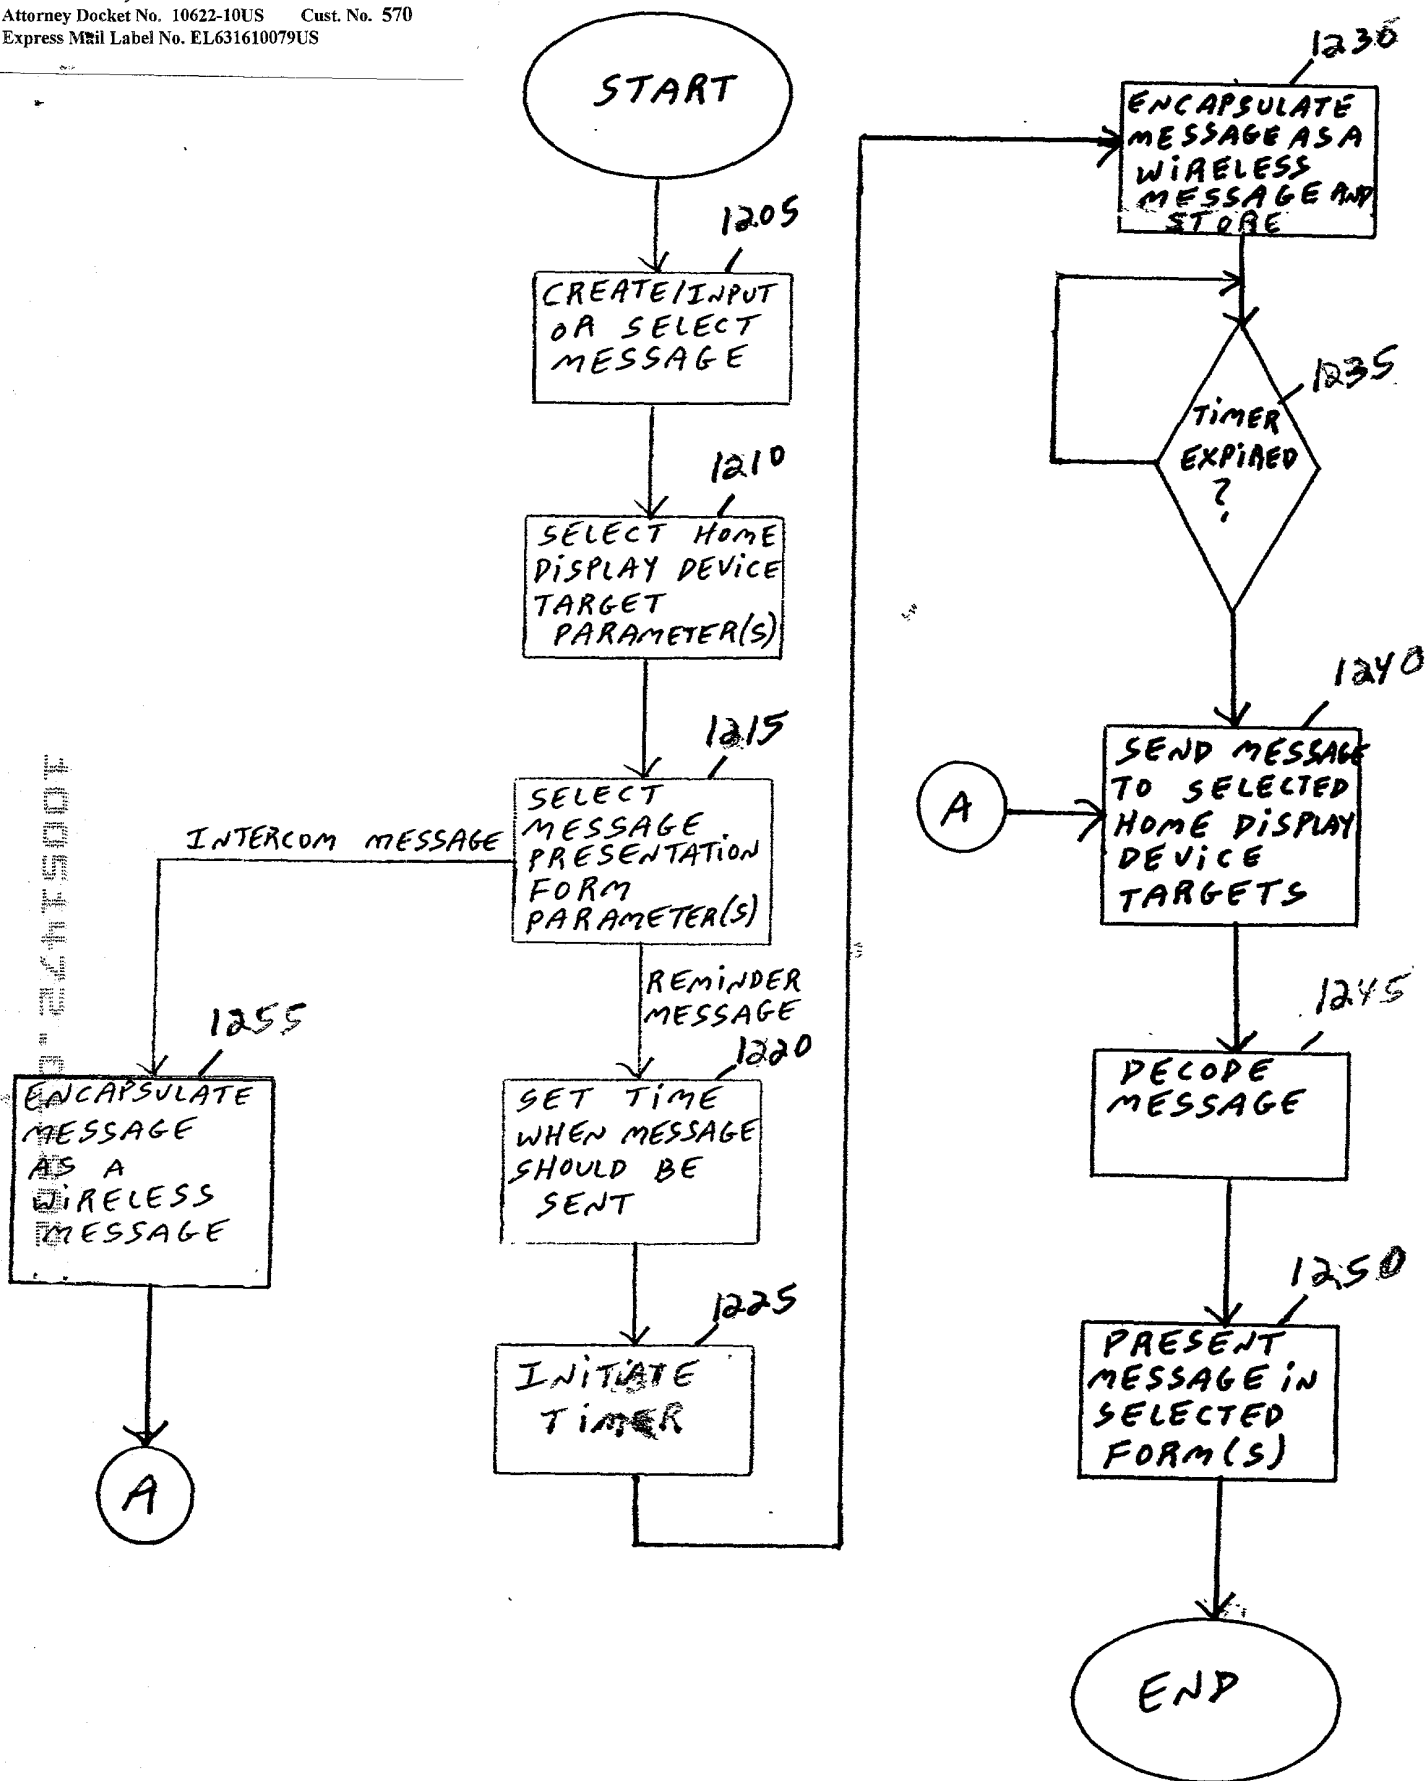 Attorney Docket No. 10622-10US Cust. No. 570
Express Mail Label No. EL631610079US
START
1205
CREATE/INPUT
OR SELECT
MESSAGE
1210
SELECT HOME
DISPLAY DEVICE
TARGET
PARAMETER(S)
1215
SELECT
MESSAGE
PRESENTATION
FORM
PARAMETER(S)
INTERCOM MESSAGE
REMINDER
MESSAGE
1255
ENCAPSULATE
MESSAGE
AS A
WIRELESS
MESSAGE
A
1220
SET TIME
WHEN MESSAGE
SHOULD BE
SENT
1225
INITIATE
TIMER
1230
ENCAPSULATE
MESSAGE AS A
WIRELESS
MESSAGE AND
STORE
1235
TIMER
EXPIRED
?
1240
A
SEND MESSAGE
TO SELECTED
HOME DISPLAY
DEVICE
TARGETS
1245
DECODE
MESSAGE
1250
PRESENT
MESSAGE IN
SELECTED
FORM(S)
END